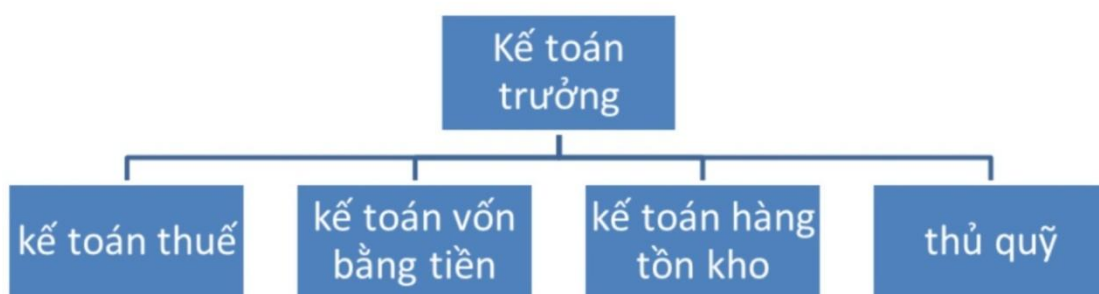 Kế toán
trưởng
kế toán thuế
kế toán vốn
bằng tiền
kế toán hàng
tồn kho
thủ quỹ